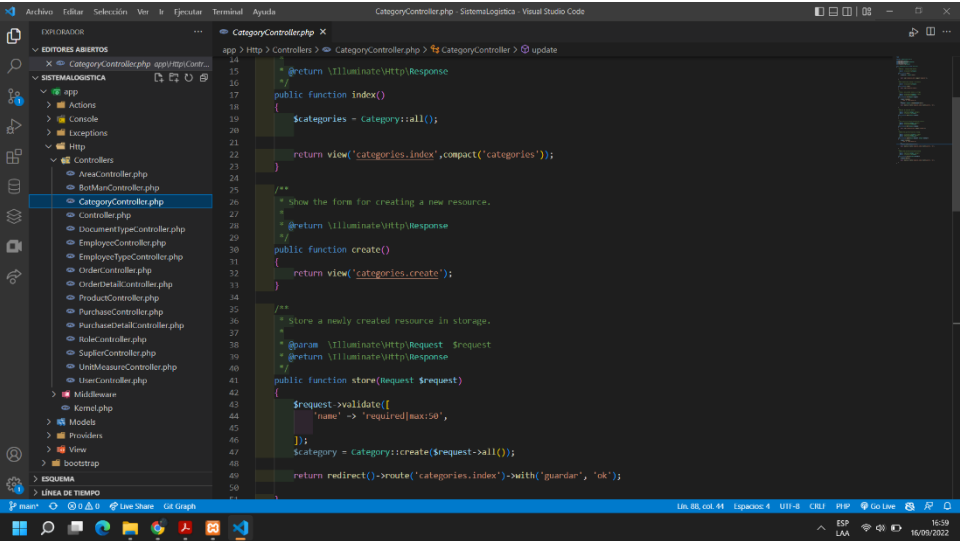 Archivo Editar Selección Ver Ir Ejecutar Terminal Ayuda CategoryController.php - SistemaLogistica - Visual Studio Code
EXPLORADOR
EDITORES ABIERTOS
CategoryController.php app\Http\Contr...
SISTEMALOGISTICA
app
Actions
Console
Exceptions
Http
Controllers
AreaController.php
BotManController.php
CategoryController.php
Controller.php
DocumentTypeController.php
EmployeeController.php
EmployeeTypeController.php
OrderController.php
OrderDetailController.php
ProductController.php
PurchaseController.php
PurchaseDetailController.php
RoleController.php
SuplierController.php
UnitMeasureController.php
UserController.php
Middleware
Kernel.php
Models
Providers
View
bootstrap
ESQUEMA
LÍNEA DE TIEMPO
CategoryController.php
app > Http > Controllers > CategoryController.php > CategoryController > update
14 *
15 * @return \Illuminate\Http\Response
16 */
17 public function index()
18 {
19 $categories = Category::all();
20
21
22 return view('categories.index',compact('categories'));
23 }
24
25 /**
26 * Show the form for creating a new resource.
27 *
28 * @return \Illuminate\Http\Response
29 */
30 public function create()
31 {
32 return view('categories.create');
33 }
34
35 /**
36 * Store a newly created resource in storage.
37 *
38 * @param \Illuminate\Http\Request $request
39 * @return \Illuminate\Http\Response
40 */
41 public function store(Request $request)
42 {
43 $request->validate([
44 'name' => 'required|max:50',
45
46 ]);
47 $category = Category::create($request->all());
48
49 return redirect()->route('categories.index')->with('guardar', 'ok');
50
51 }
main* 0 0 Live Share Git Graph Lín. 88, col. 44 Espacios: 4 UTF-8 CRLF PHP Go Live
ESP
LAA
16:59
16/09/2022